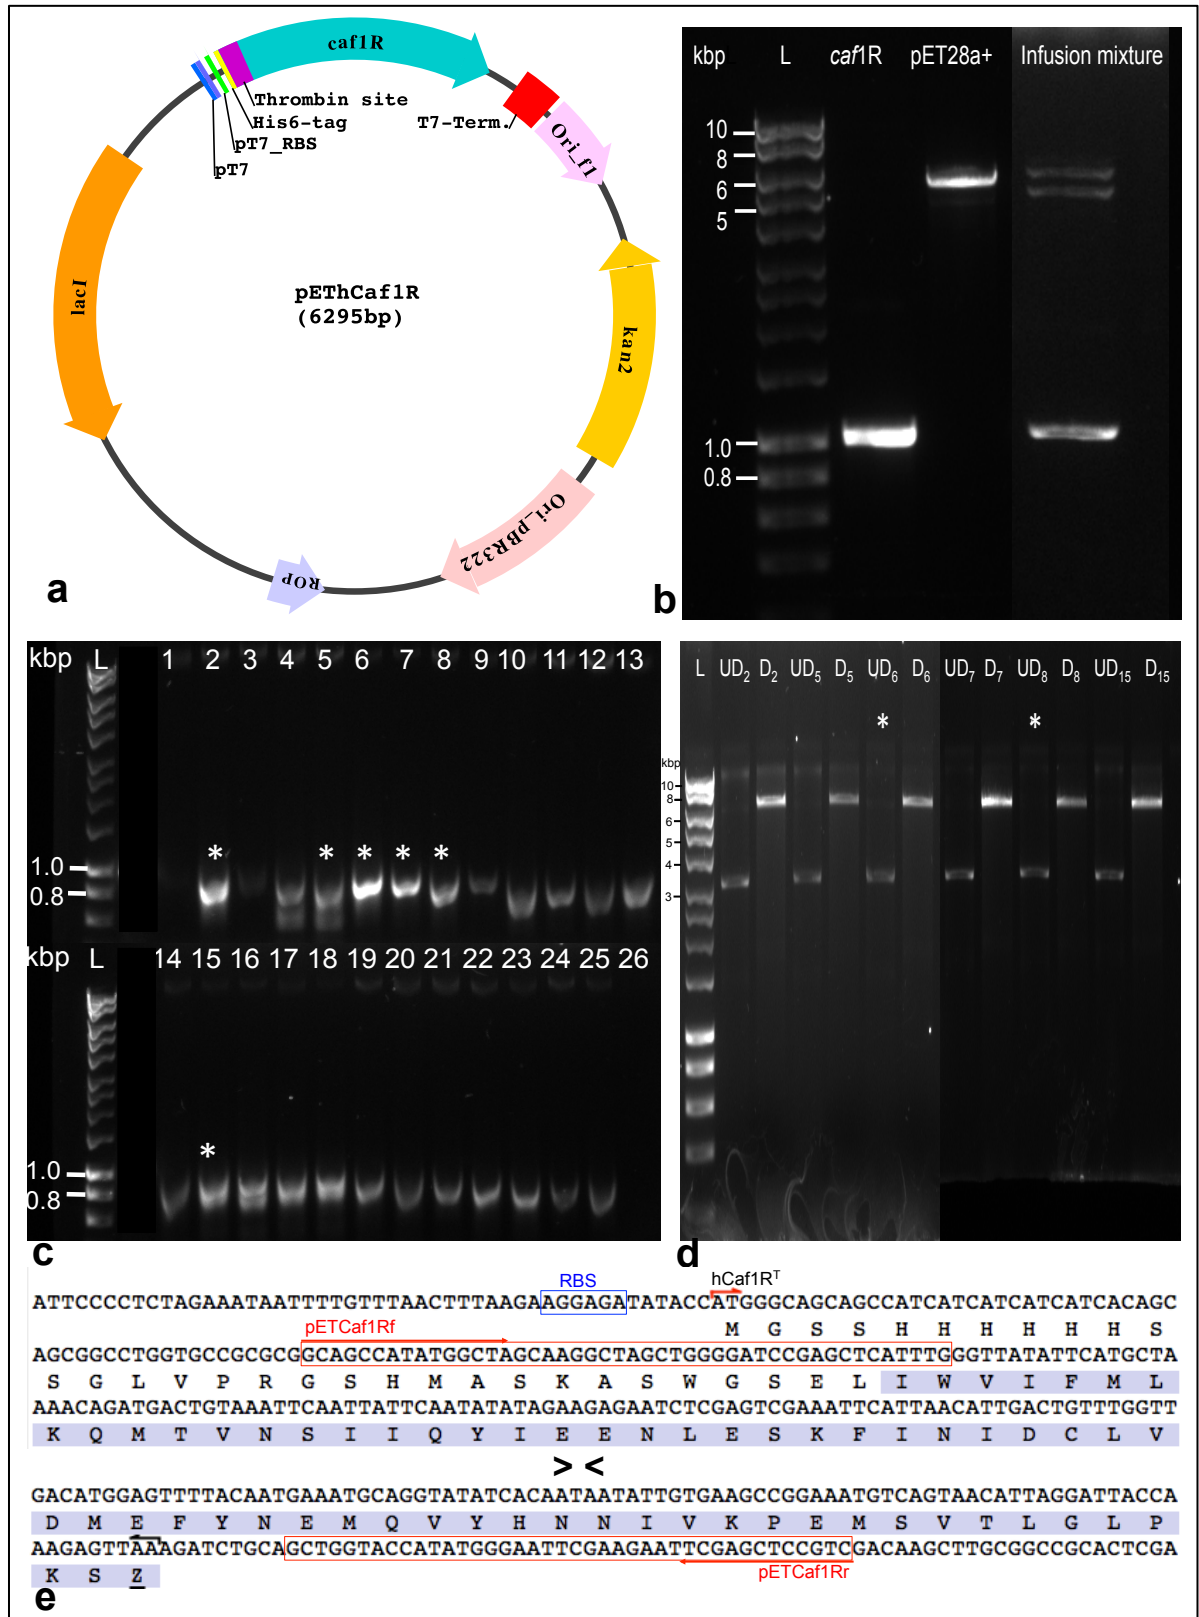 caf1R
Thrombin site
His6-tag
pT7_RBS
pT7
T7-Term.
Ori_f1
lacI
pEThCaf1R
(6295bp)
kan2
Ori_pBR322
ROP
a
kbp L caf1R pET28a+ Infusion mixture
10
8
6
5
1.0
0.8
b
kbp L 1 2 3 4 5 6 7 8 9 10 11 12 13
* * * * *
1.0
0.8
kbp L 14 15 16 17 18 19 20 21 22 23 24 25 26
*
1.0
0.8
c
L UD2 D2 UD5 D5 UD6 D6 UD7 D7 UD8 D8 UD15 D15
* *
kbp
10
8
6
5
4
3
d
RBS hCaf1R^T
ATTCCCCTCTAGAAATAATTTTGTTTAACTTTAAGAAGGAGATATACCATGGGCAGCAGCCATCATCATCATCATCACAGC
M G S S H H H H H H S
pETCaf1Rf
AGCGGCCTGGTGCCGCGCGGCAGCCATATGGCTAGCAAGGCTAGCTGGGGATCCGAGCTCATTTGGGTTATATTCATGCTA
S G L V P R G S H M A S K A S W G S E L I W V I F M L
AAACAGATGACTGTAAATTCAATTATTCAATATATAGAAGAGAATCTCGAGTCGAAATTCATTAACATTGACTGTTTGGTT
K Q M T V N S I I Q Y I E E N L E S K F I N I D C L V
> <
GACATGGAGTTTTACAATGAAATGCAGGTATATCACAATAATATTGTGAAGCCGGAAATGTCAGTAACATTAGGATTACCA
D M E F Y N E M Q V Y H N N I V K P E M S V T L G L P
AAGAGTTAAAGATCTGCAGCTGGTACCATATGGGAATTCGAAGAATTCGAGCTCCGTCGACAAGCTTGCGGCCGCACTCGA
K S Z
pETCaf1Rr
e